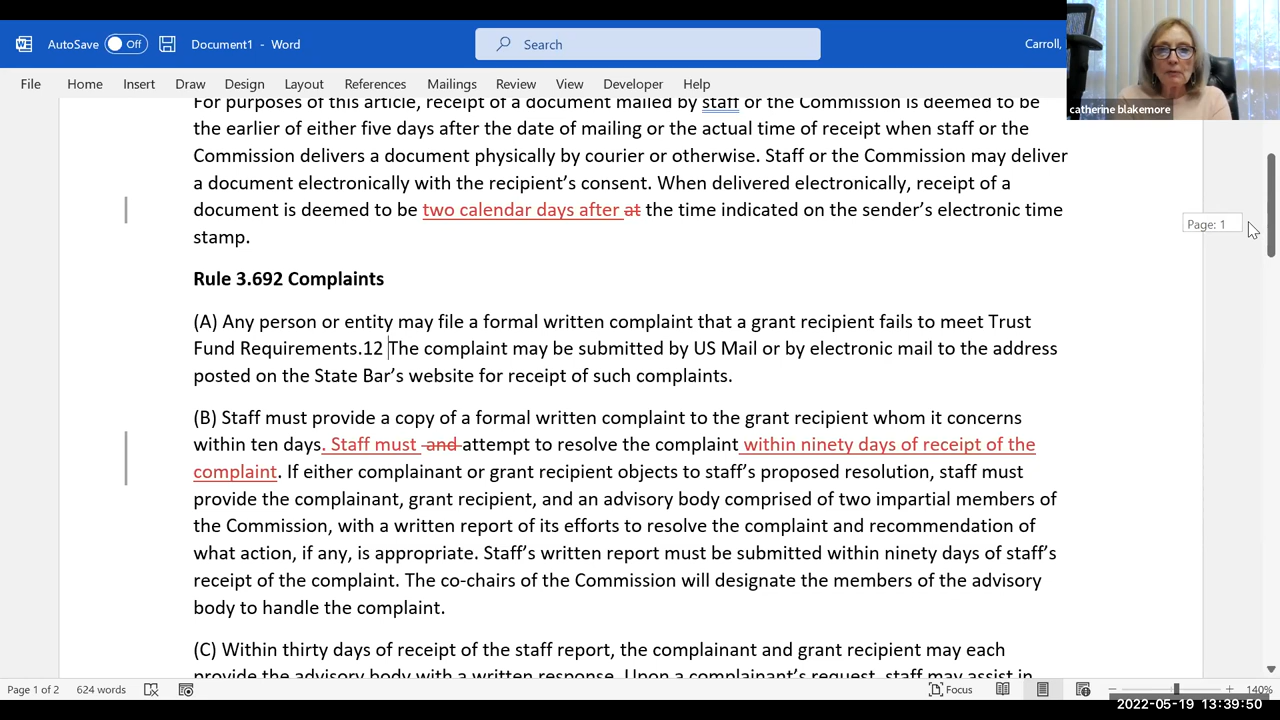 AutoSave Off Document1 - Word Search Carroll,
File Home Insert Draw Design Layout References Mailings Review View Developer Help
catherine blakemore
For purposes of this article, receipt of a document mailed by staff or the Commission is deemed to be
the earlier of either five days after the date of mailing or the actual time of receipt when staff or the
Commission delivers a document physically by courier or otherwise. Staff or the Commission may deliver
a document electronically with the recipient's consent. When delivered electronically, receipt of a
document is deemed to be two calendar days after at the time indicated on the sender's electronic time
stamp.
Page: 1
Rule 3.692 Complaints
(A) Any person or entity may file a formal written complaint that a grant recipient fails to meet Trust
Fund Requirements.12 The complaint may be submitted by US Mail or by electronic mail to the address
posted on the State Bar's website for receipt of such complaints.
(B) Staff must provide a copy of a formal written complaint to the grant recipient whom it concerns
within ten days. Staff must and attempt to resolve the complaint within ninety days of receipt of the
complaint. If either complainant or grant recipient objects to staff's proposed resolution, staff must
provide the complainant, grant recipient, and an advisory body comprised of two impartial members of
the Commission, with a written report of its efforts to resolve the complaint and recommendation of
what action, if any, is appropriate. Staff's written report must be submitted within ninety days of staff's
receipt of the complaint. The co-chairs of the Commission will designate the members of the advisory
body to handle the complaint.
(C) Within thirty days of receipt of the staff report, the complainant and grant recipient may each
provide the advisory body with a written response. Upon a complainant's request, staff may assist in
Page 1 of 2 624 words Focus 140%
2022-05-19 13:39:50